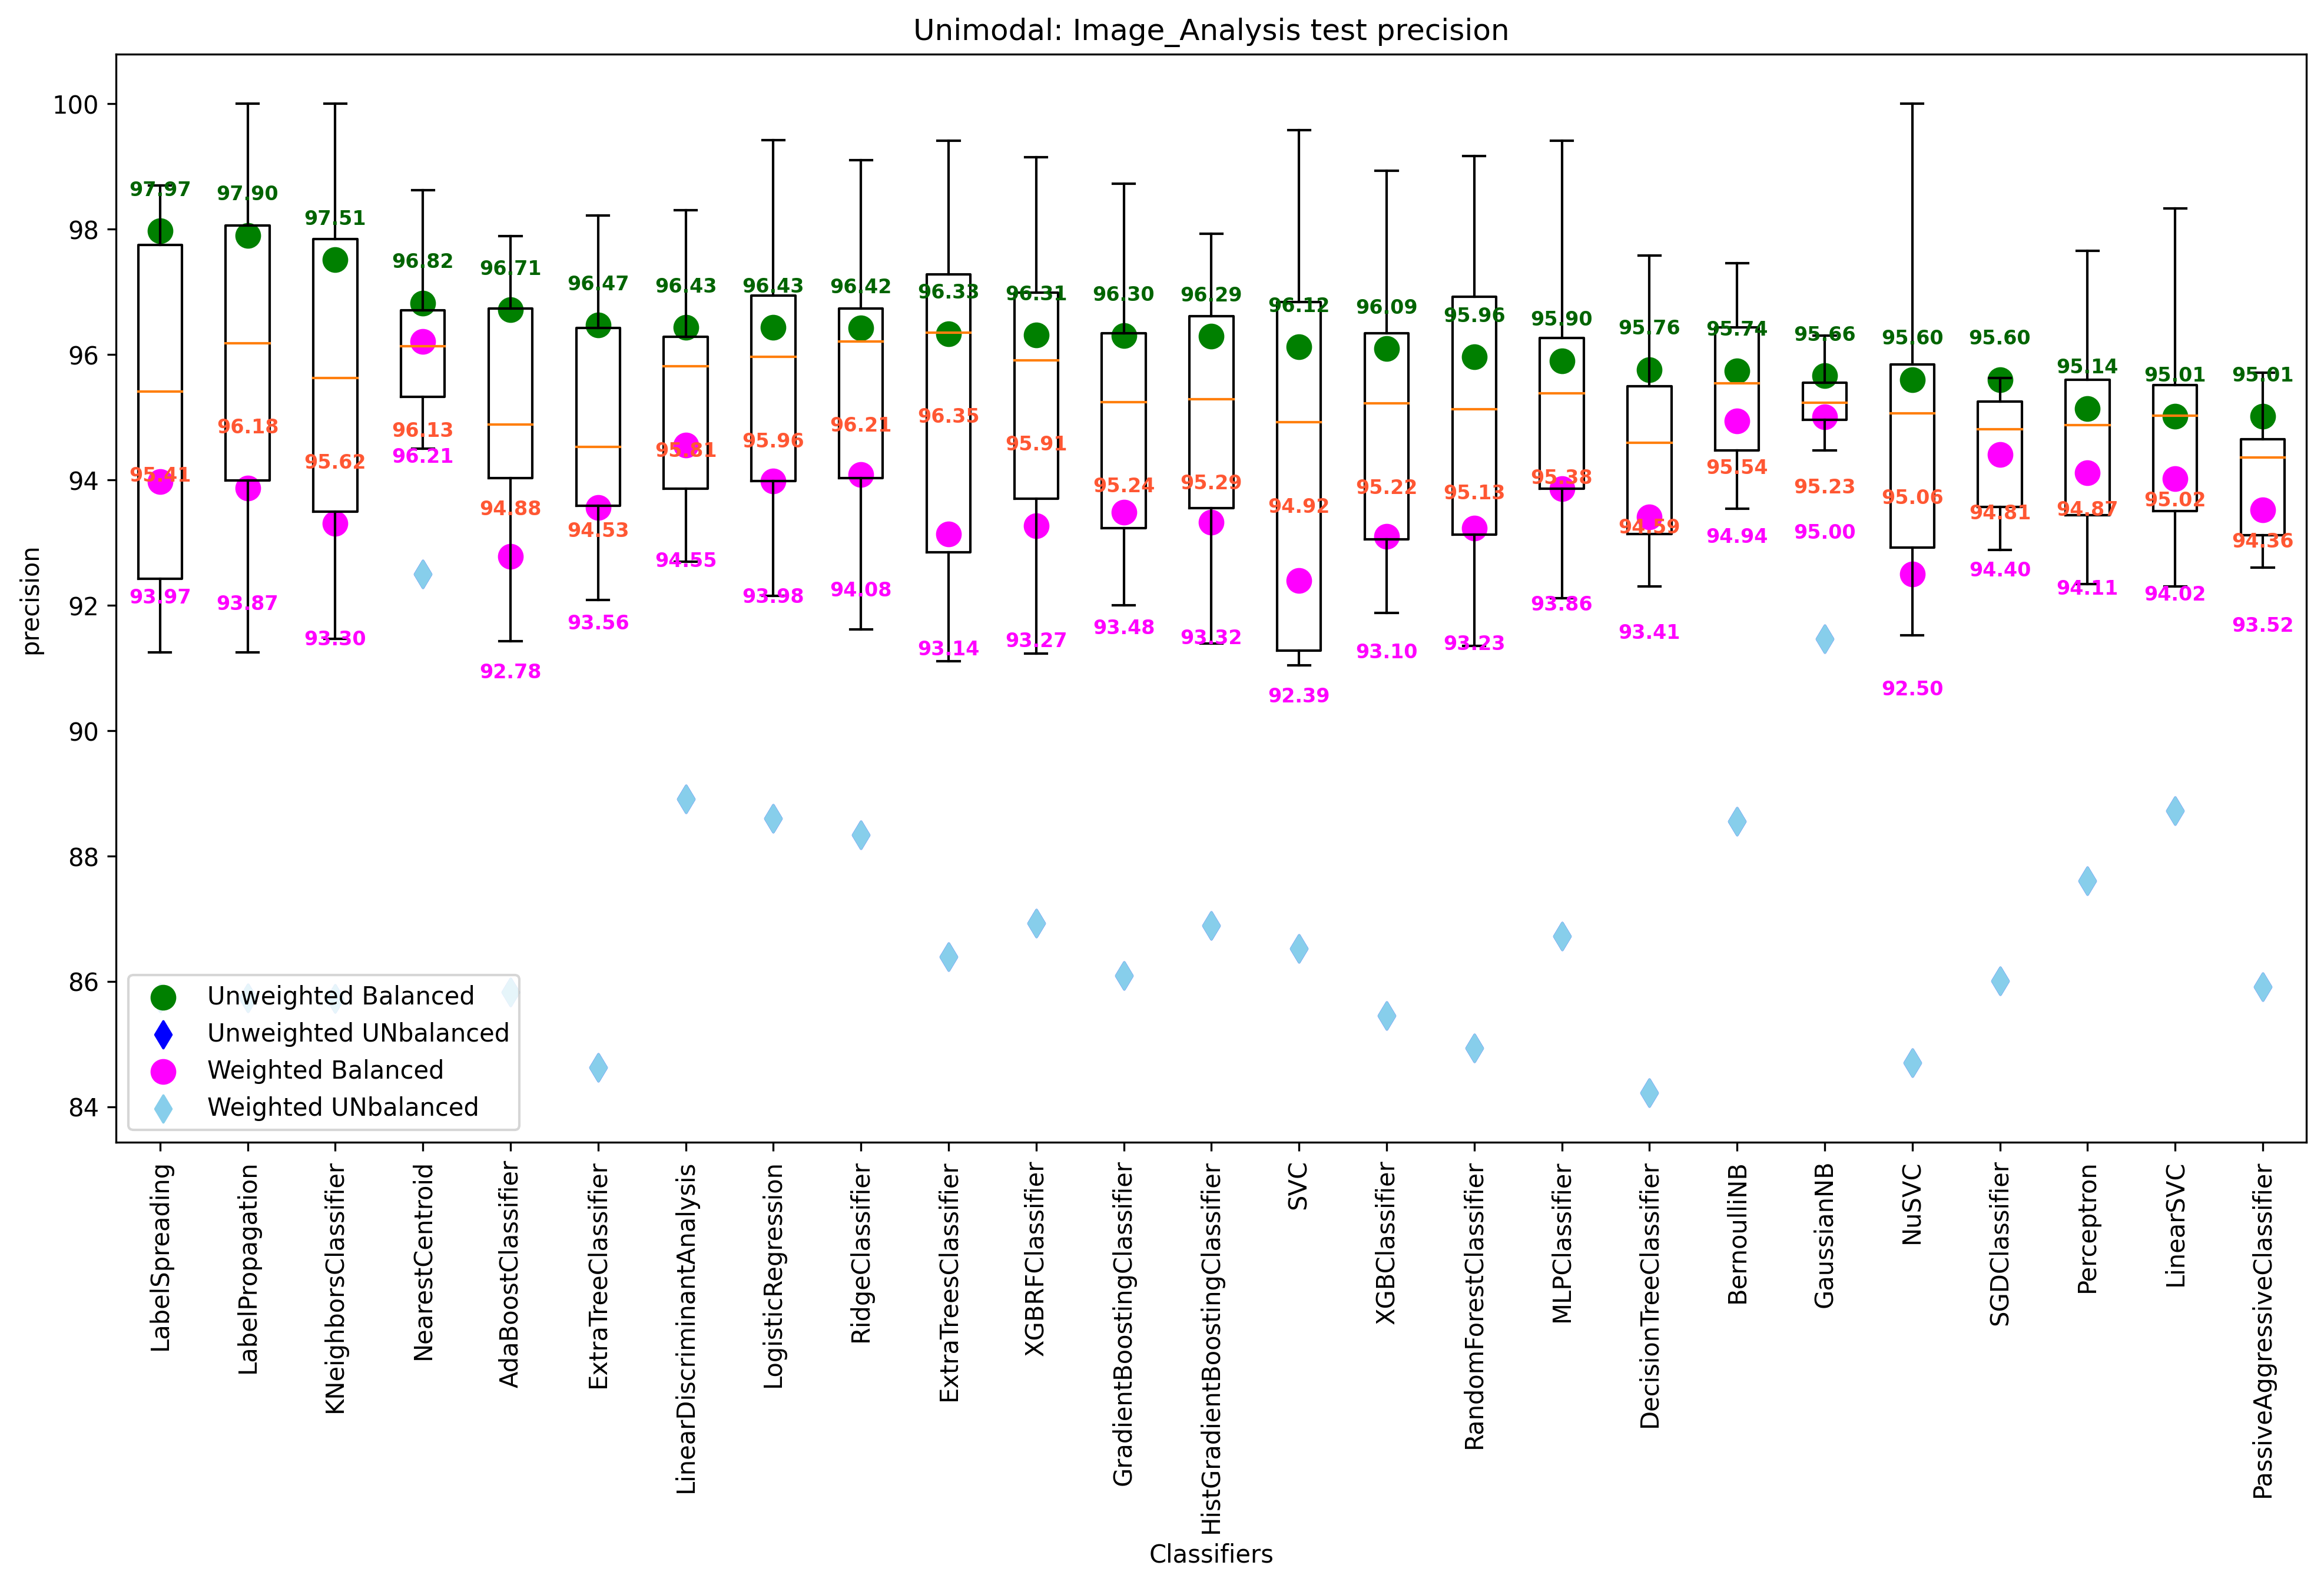 Unimodal: Image_Analysis test precision
precision
100
98
96
94
92
90
88
86
84
97.97
97.90
97.51
96.82
96.71
96.47
96.43
96.43
96.42
96.33
96.31
96.30
96.29
96.12
96.09
95.96
95.90
95.76
95.74
95.66
95.60
95.60
95.14
95.01
95.01
95.41
96.18
95.62
96.13
94.88
94.53
95.81
95.96
96.21
96.35
95.91
95.24
95.29
94.92
95.22
95.13
95.38
94.59
95.54
95.23
95.06
94.81
94.87
95.02
94.36
93.97
93.87
93.30
96.21
92.78
93.56
94.55
93.98
94.08
93.14
93.27
93.48
93.32
92.39
93.10
93.23
93.86
93.41
94.94
95.00
92.50
94.40
94.11
94.02
93.52
Unweighted Balanced
Unweighted UNbalanced
Weighted Balanced
Weighted UNbalanced
LabelSpreading
LabelPropagation
KNeighborsClassifier
NearestCentroid
AdaBoostClassifier
ExtraTreeClassifier
LinearDiscriminantAnalysis
LogisticRegression
RidgeClassifier
ExtraTreesClassifier
XGBRFClassifier
GradientBoostingClassifier
HistGradientBoostingClassifier
SVC
XGBClassifier
RandomForestClassifier
MLPClassifier
DecisionTreeClassifier
BernoulliNB
GaussianNB
NuSVC
SGDClassifier
Perceptron
LinearSVC
PassiveAggressiveClassifier
Classifiers